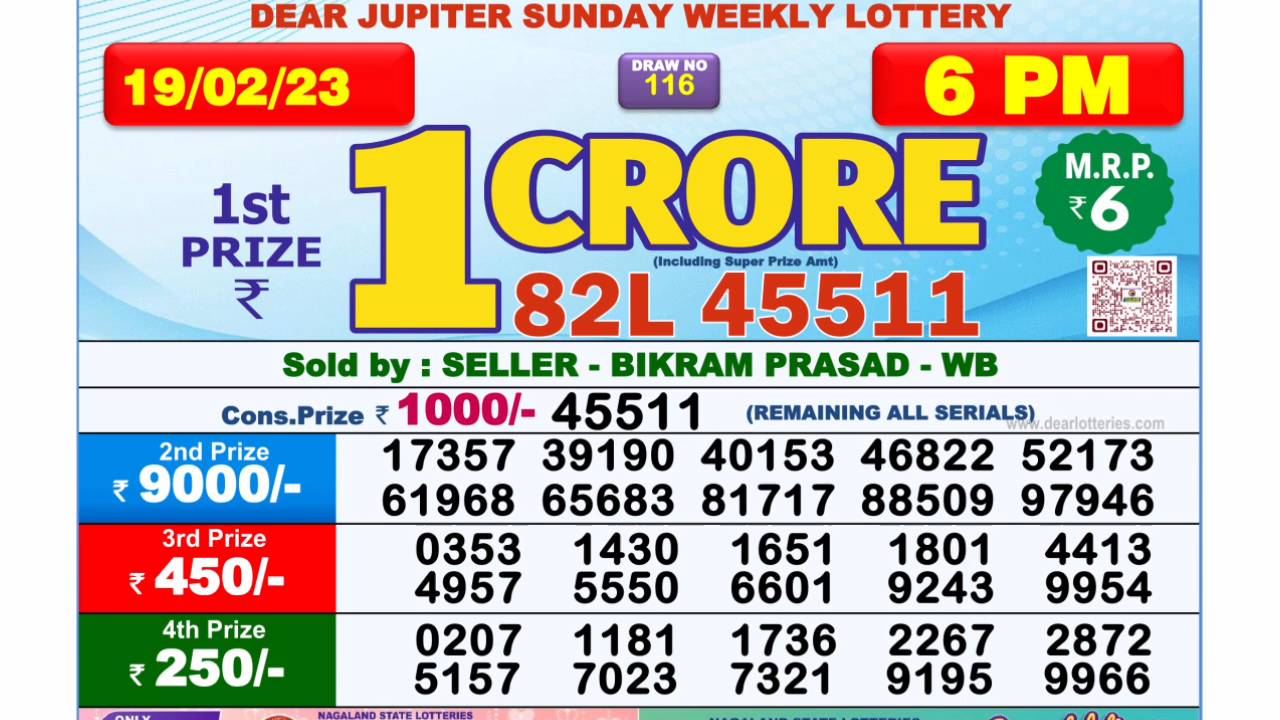 DEAR JUPITER SUNDAY WEEKLY LOTTERY
19/02/23
DRAW NO
116
6 PM
1st
PRIZE
₹
1 CRORE
(Including Super Prize Amt)
82L 45511
M.R.P.
₹6
Sold by : SELLER - BIKRAM PRASAD - WB
Cons.Prize ₹ 1000/- 45511 (REMAINING ALL SERIALS)
www.dearlotteries.com
2nd Prize
₹ 9000/-
17357 39190 40153 46822 52173
61968 65683 81717 88509 97946
3rd Prize
₹ 450/-
0353 1430 1651 1801 4413
4957 5550 6601 9243 9954
4th Prize
₹ 250/-
0207 1181 1736 2267 2872
5157 7023 7321 9195 9966
ONLY
NAGALAND STATE LOTTERIES
NAGALAND STATE LOTTERIES